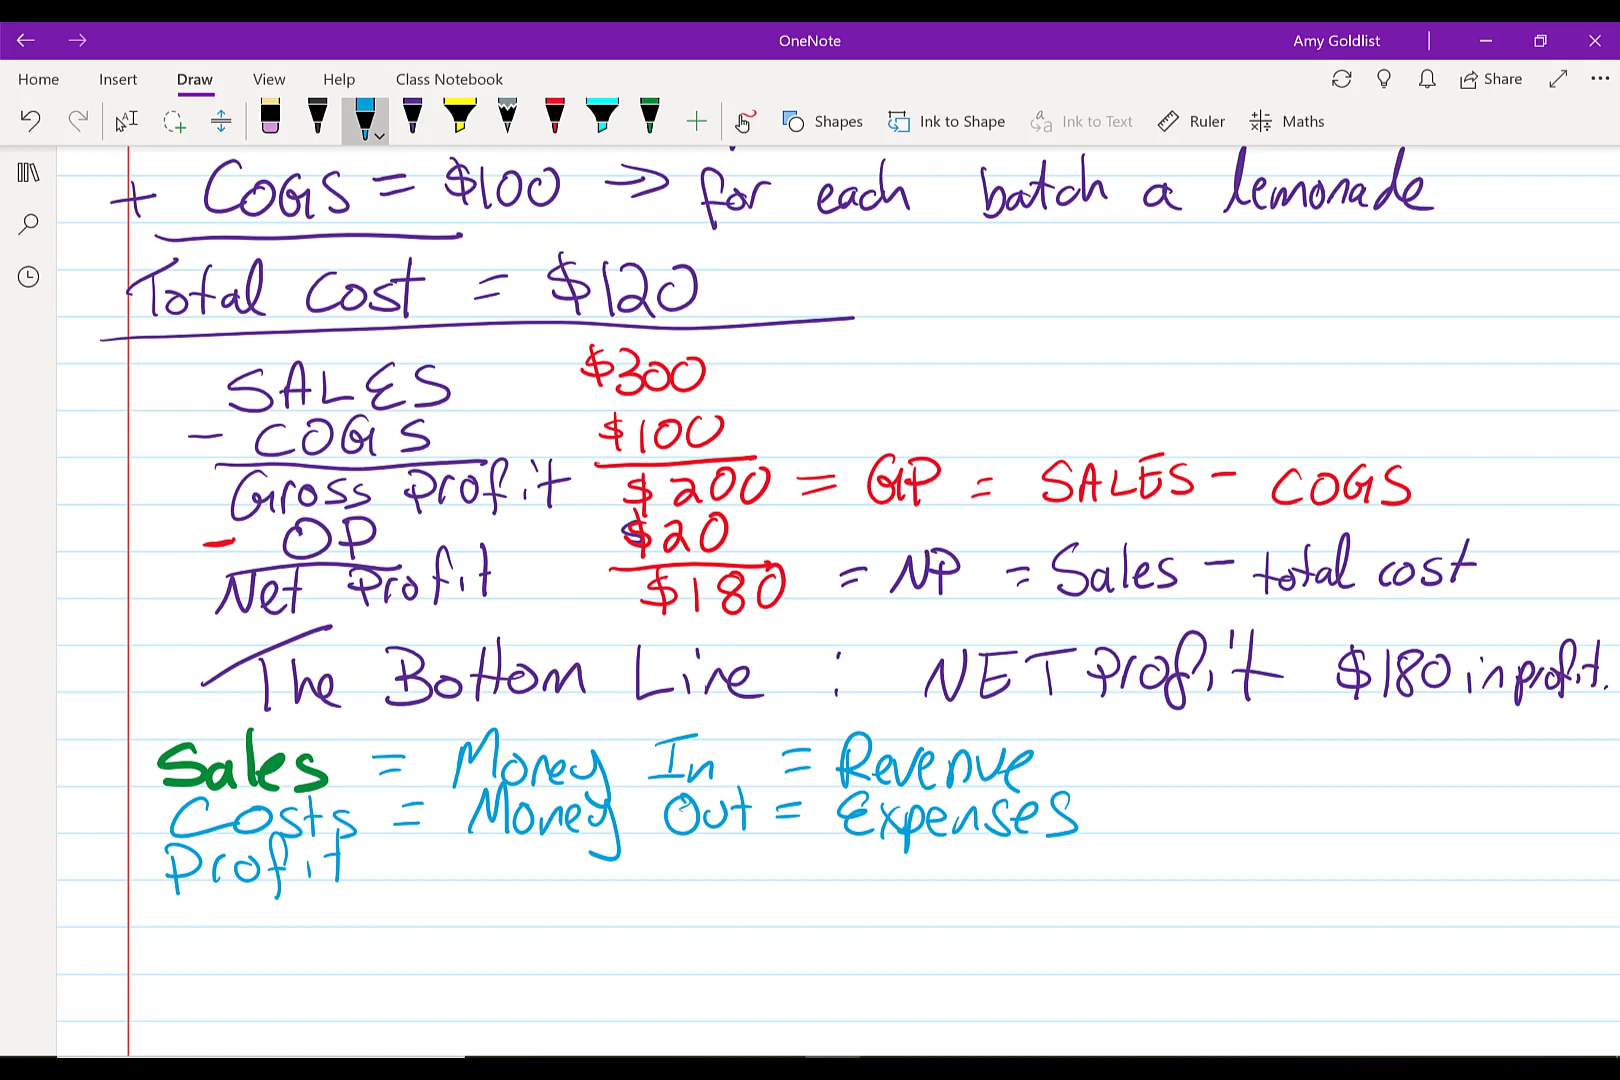 OneNote
Amy Goldlist
Home Insert Draw View Help Class Notebook
Share
Shapes Ink to Shape Ink to Text Ruler Maths
+ COGS = $100 => for each batch a lemonade
Total Cost = $120
SALES $300
- COGS $100
Gross Profit $200 = GP = SALES - COGS
- OP $20
Net Profit $180 = NP = Sales - total cost
The Bottom Line : NET Profit $180 in profit.
Sales = Money In = Revenue
Costs = Money Out = Expenses
Profit